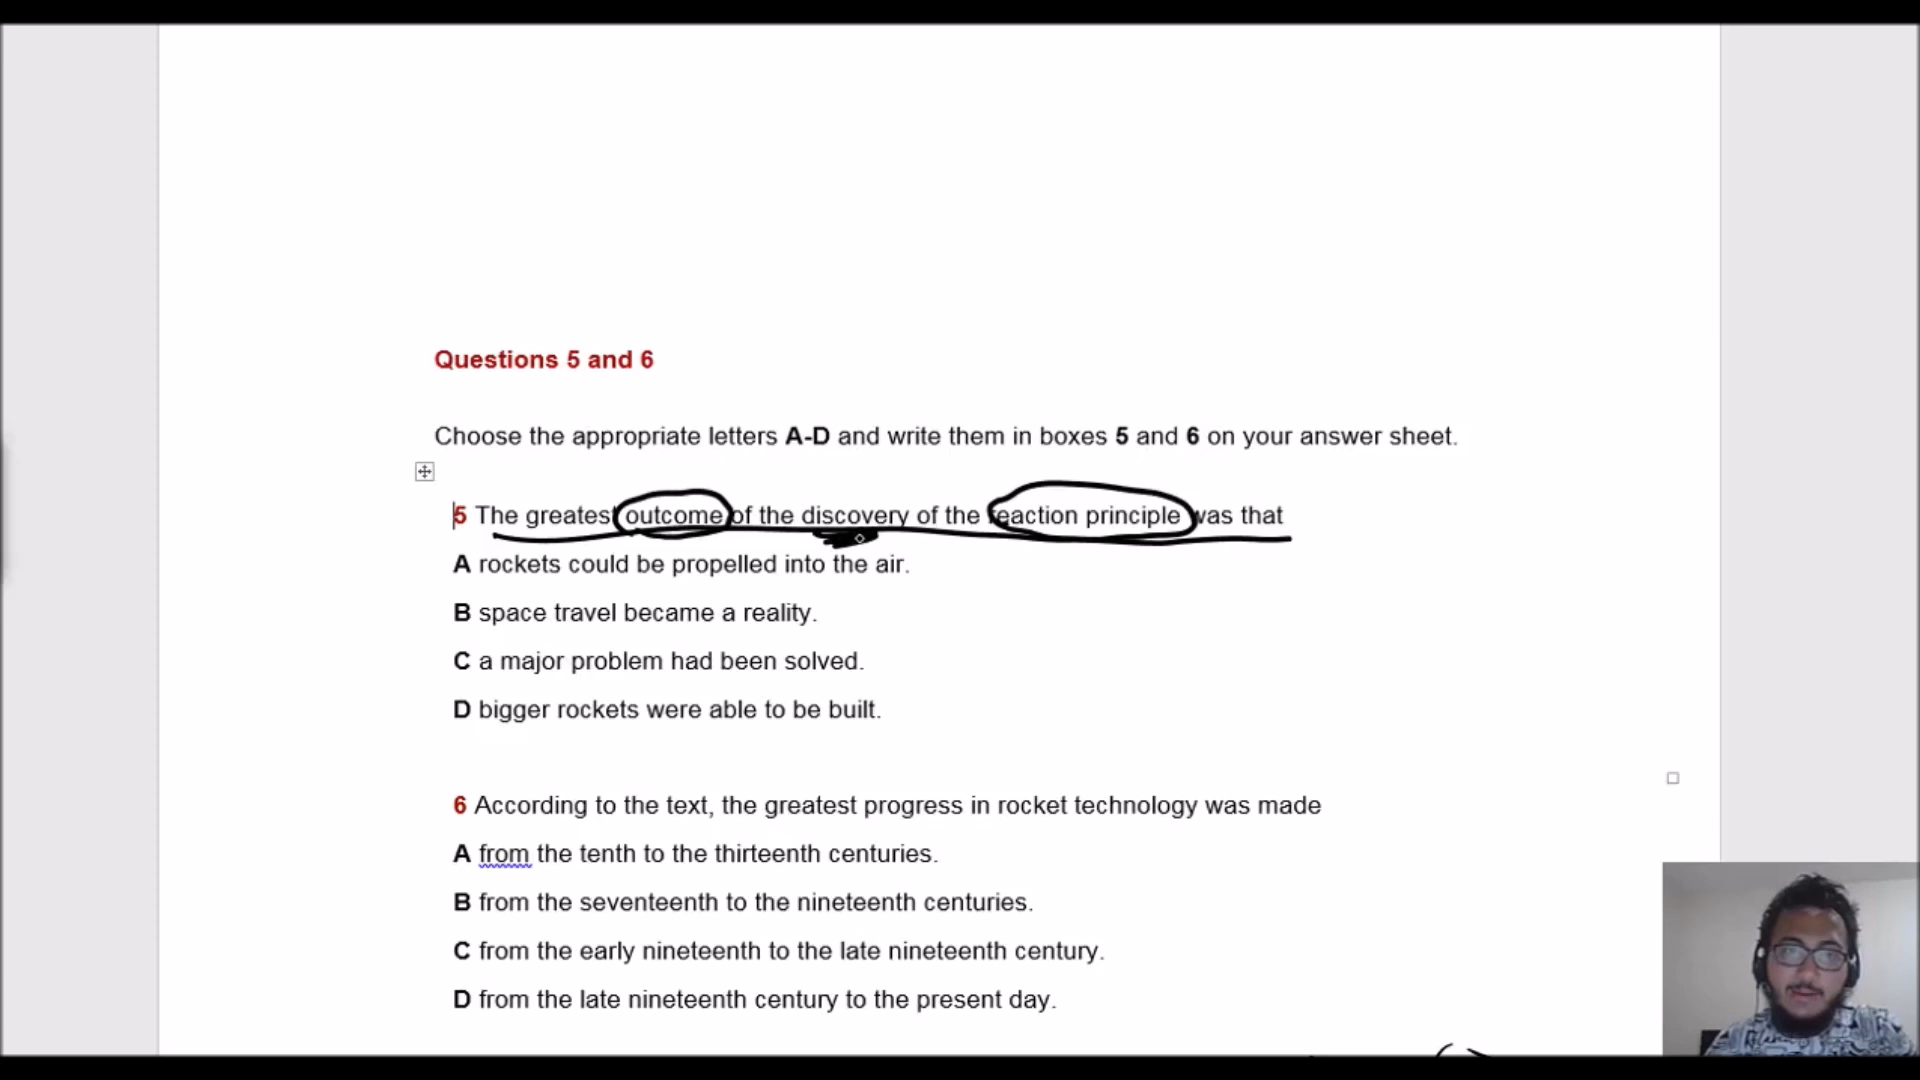 Questions 5 and 6
Choose the appropriate letters A-D and write them in boxes 5 and 6 on your answer sheet.
5 The greatest outcome of the discovery of the reaction principle was that
A rockets could be propelled into the air.
B space travel became a reality.
C a major problem had been solved.
D bigger rockets were able to be built.
6 According to the text, the greatest progress in rocket technology was made
A from the tenth to the thirteenth centuries.
B from the seventeenth to the nineteenth centuries.
C from the early nineteenth to the late nineteenth century.
D from the late nineteenth century to the present day.